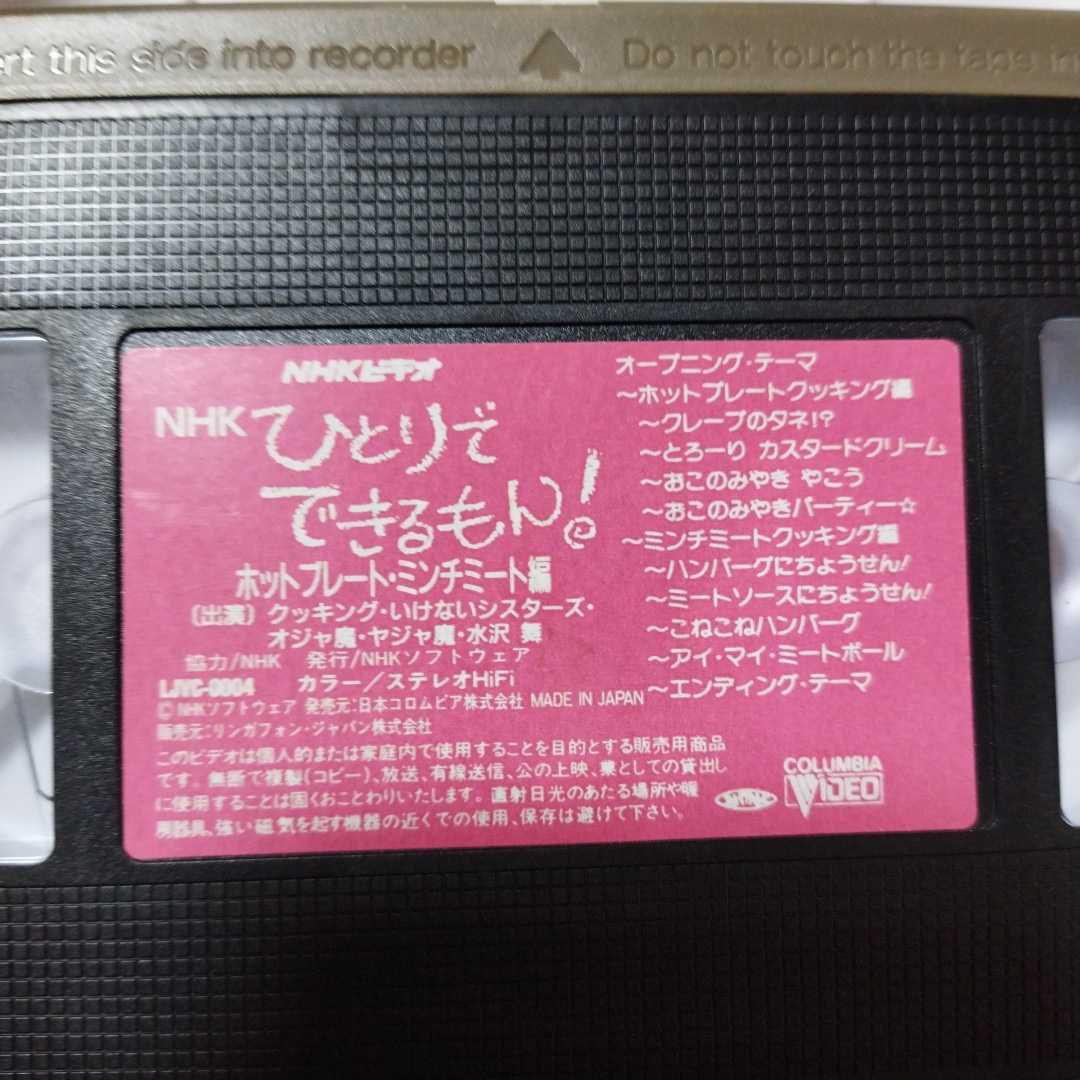 ert this side into recorder
Do not touch the tape in
NHKビデオ
NHK ひとりで
できるもん!
ホットプレート・ミンチミート編
〔出演〕クッキング・いけないシスターズ・
オジャ魔・ヤジャ魔・水沢 舞
協力/NHK 発行/NHKソフトウェア
LJVC-0004 カラー/ステレオHiFi
©NHKソフトウェア 発売元:日本コロムビア株式会社 MADE IN JAPAN
販売元:リンガフォン・ジャパン株式会社
このビデオは個人的または家庭内で使用することを目的とする販売用商品
です。無断で複製(コピー)、放送、有線送信、公の上映、業としての貸出し
に使用することは固くおことわりいたします。直射日光のあたる場所や暖
房器具、強い磁気を起す機器の近くでの使用、保存は避けて下さい。
オープニング・テーマ
~ホットプレートクッキング編
~クレープのタネ!?
~とろーり カスタードクリーム
~おこのみやき やこう
~おこのみやきパーティー☆
~ミンチミートクッキング編
~ハンバーグにちょうせん!
~ミートソースにちょうせん!
~こねこねハンバーグ
~アイ・マイ・ミートボール
~エンディング・テーマ
COLUMBIA
VIDEO